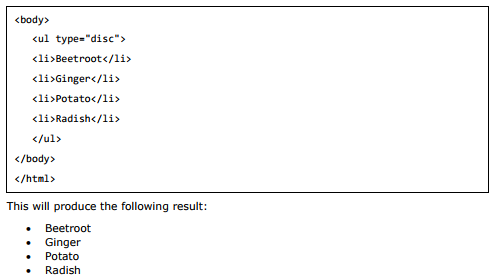 <body>
<ul type="disc">
<li>Beetroot</li>
<li>Ginger</li>
<li>Potato</li>
<li>Radish</li>
</ul>
</body>
</html>
This will produce the following result:
• Beetroot
• Ginger
• Potato
• Radish